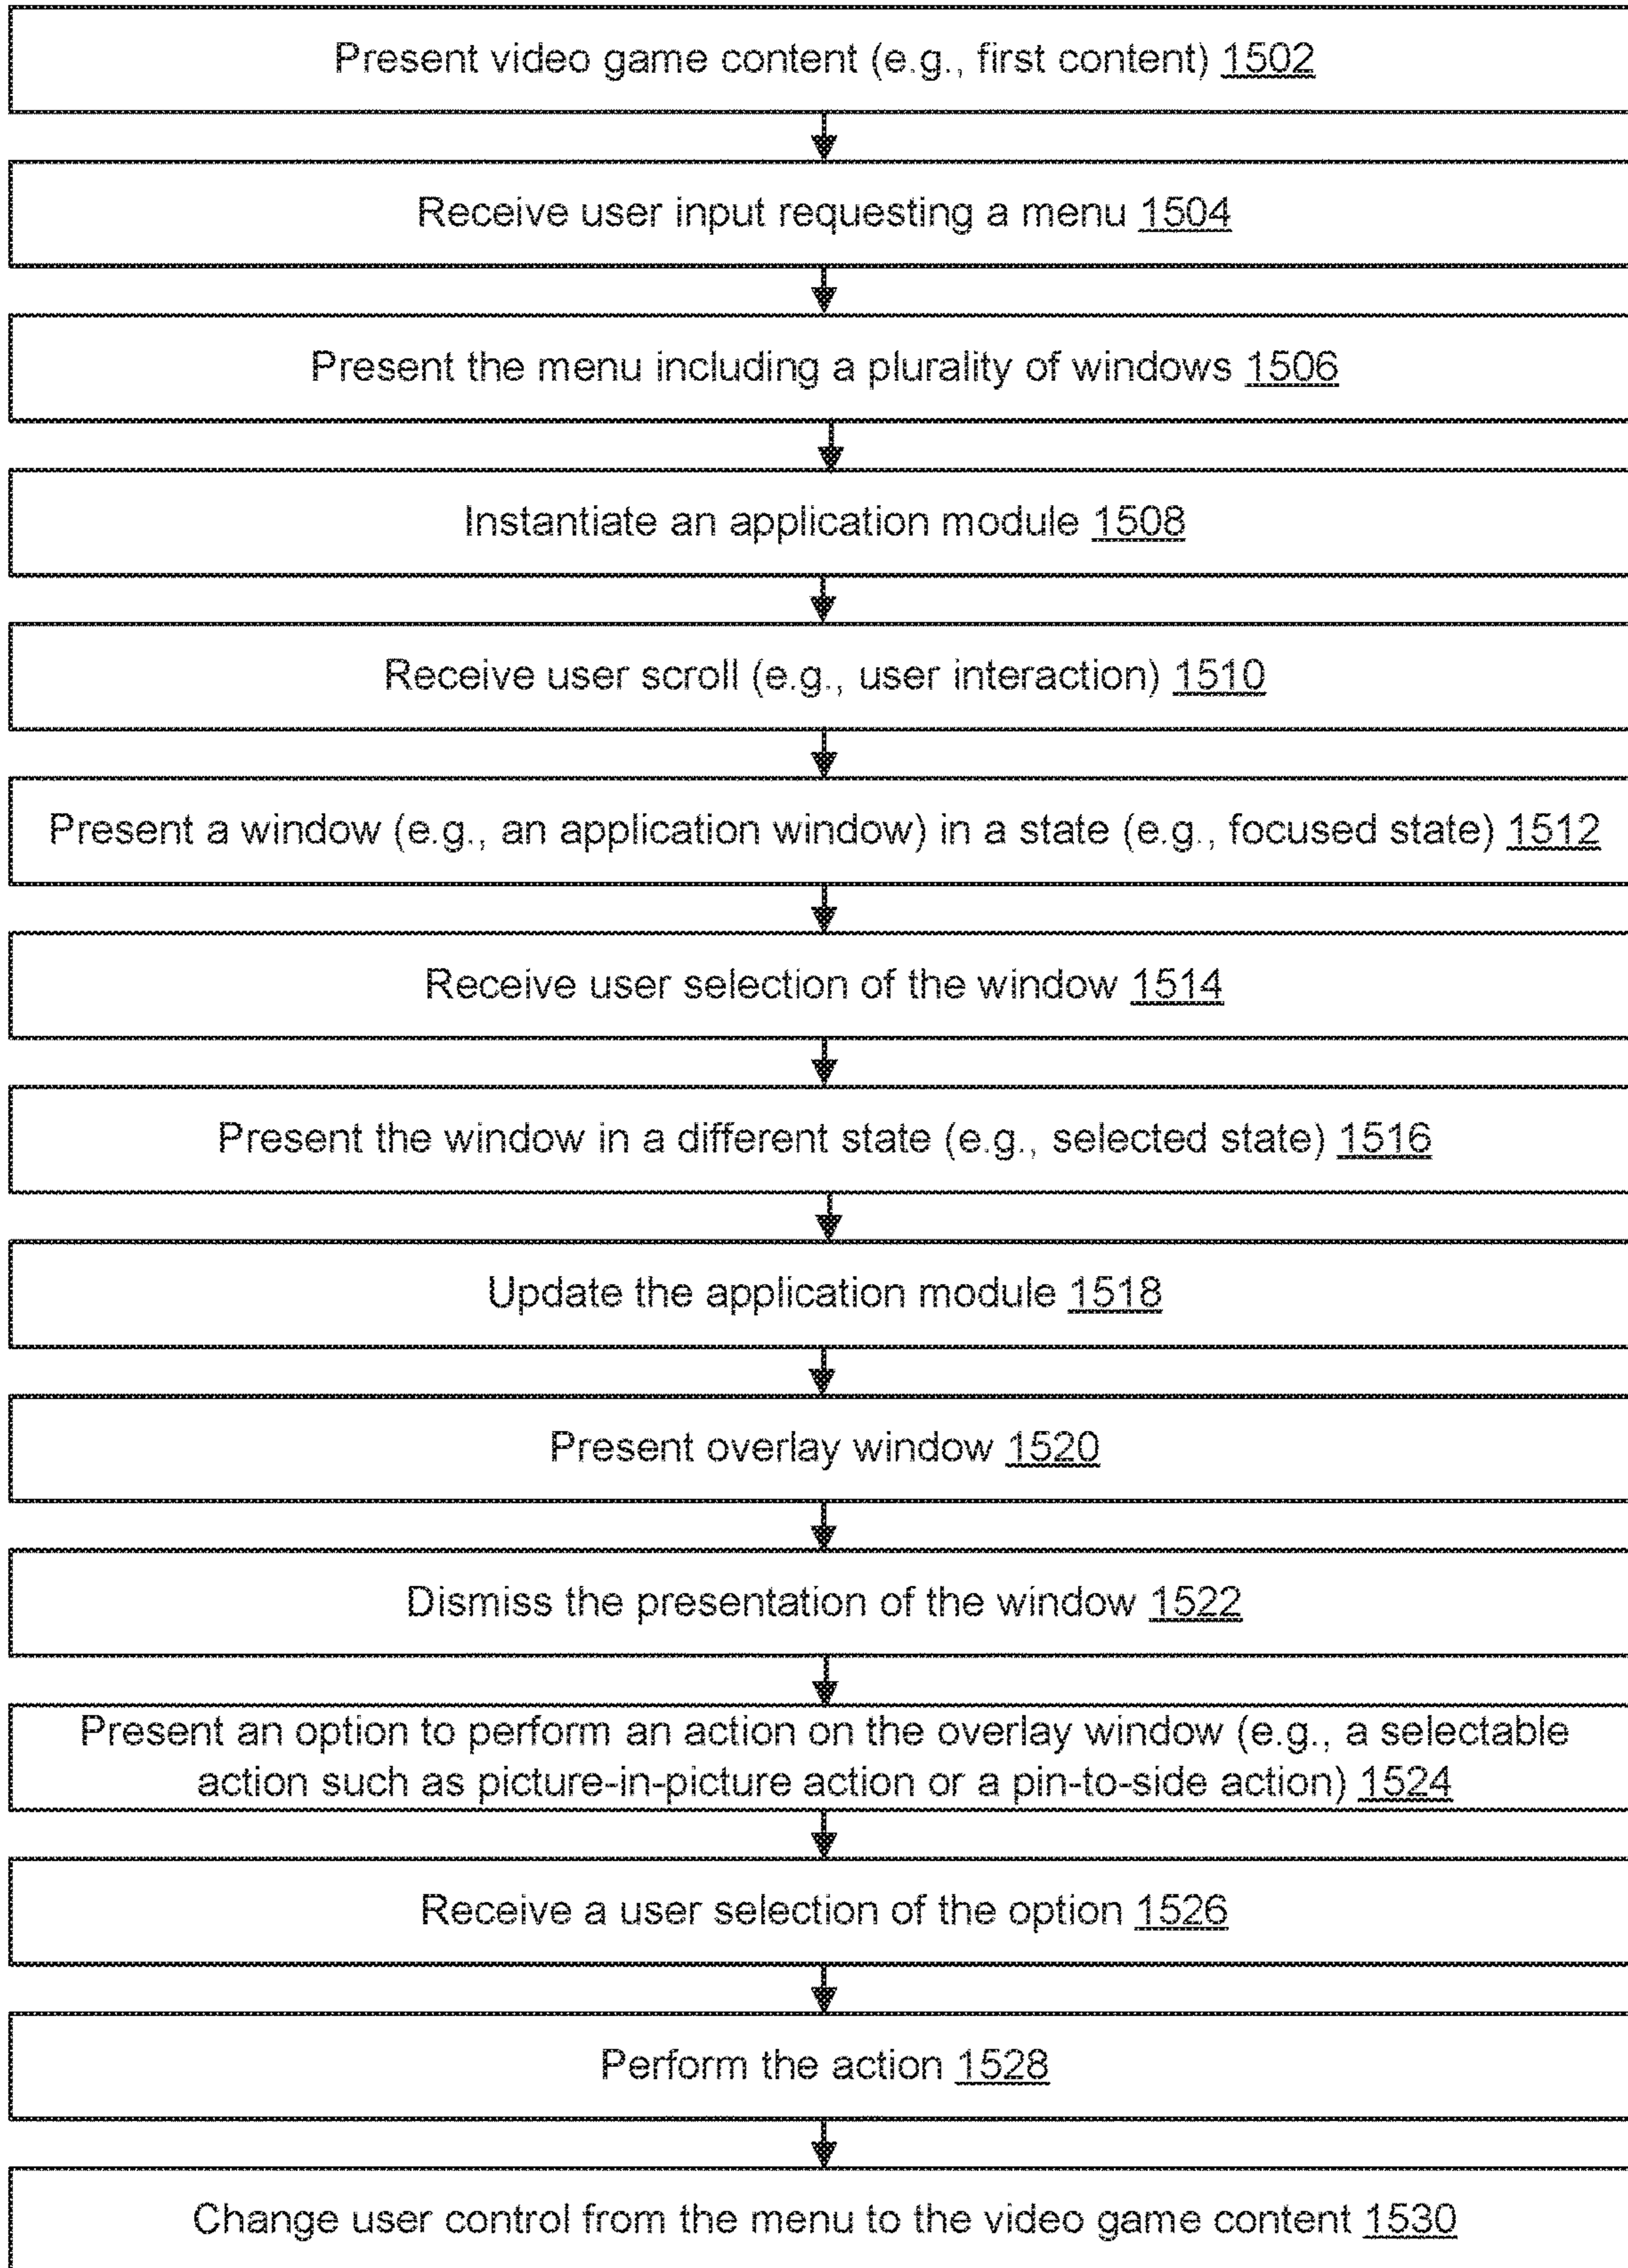 Present video game content (e.g., first content) 1502
Receive user input requesting a menu 1504
Present the menu including a plurality of windows 1506
Instantiate an application module 1508
Receive user scroll (e.g., user interaction) 1510
Present a window (e.g., an application window) in a state (e.g., focused state) 1512
Receive user selection of the window 1514
Present the window in a different state (e.g., selected state) 1516
Update the application module 1518
Present overlay window 1520
Dismiss the presentation of the window 1522
Present an option to perform an action on the overlay window (e.g., a selectable
action such as picture-in-picture action or a pin-to-side action) 1524
Receive a user selection of the option 1526
Perform the action 1528
Change user control from the menu to the video game content 1530